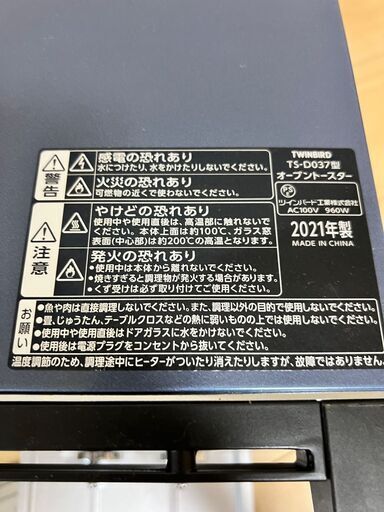 警告
感電の恐れあり
水につけたり、水をかけたりしないでください。
火災の恐れあり
可燃物の近くで使わないでください。
注意
やけどの恐れあり
使用中や使用直後は、高温部に触れないで
ください。本体上面は約100℃、ガラス窓
表面(中心部)は約200℃の高温となります。
発火の恐れあり
•使用中は本体から離れないでください。
•焼きすぎると調理物が発火する場合があります。
•くず受けは必ず取り付けてご使用ください。
TWINBIRD
TS-D037型
オーブントースター
PS
E
ツインバード工業株式会社
AC100V 960W
2021年製
MADE IN CHINA
お願い
•魚や肉は直接調理しないでください。また、調理以外の目的で使用しないでください。
•畳、じゅうたん、テーブルクロスなどの熱に弱いものの上では使用しないでください。
•使用中や使用直後はドアガラスに水をかけないでください。
•使用後は電源プラグをコンセントから抜いてください。
温度調節のため、調理途中にヒーターがついたり消えたりしますが、故障ではありません。